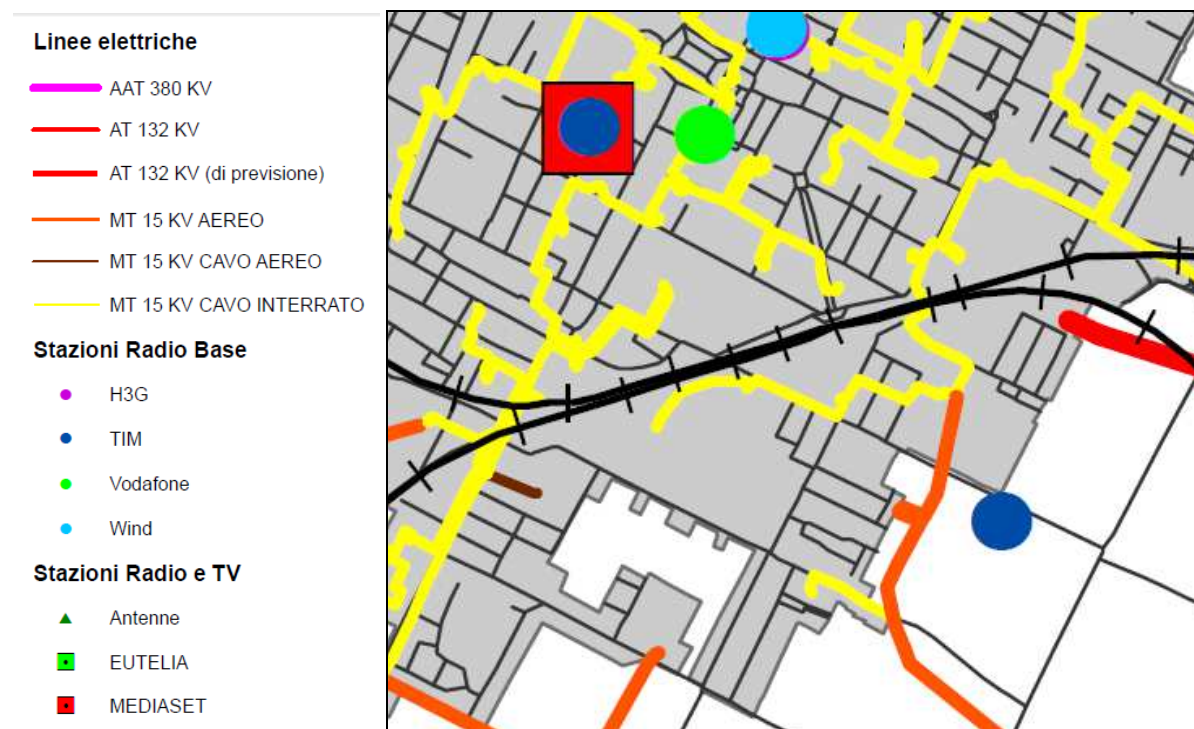 Linee elettriche
AAT 380 KV
AT 132 KV
AT 132 KV (di previsione)
MT 15 KV AEREO
MT 15 KV CAVO AEREO
MT 15 KV CAVO INTERRATO
Stazioni Radio Base
H3G
TIM
Vodafone
Wind
Stazioni Radio e TV
Antenne
EUTELIA
MEDIASET